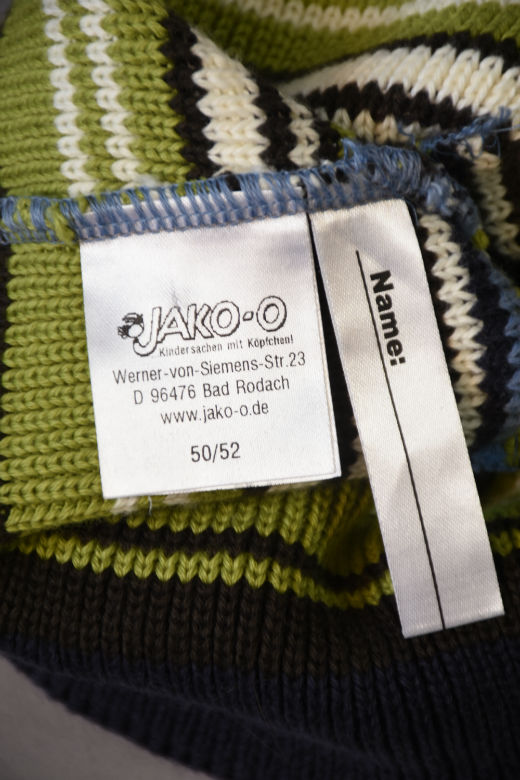 JAKO-O
Kindersachen mit Köpfchen!
Werner-von-Siemens-Str.23
D 96476 Bad Rodach
www.jako-o.de
50/52
Name: